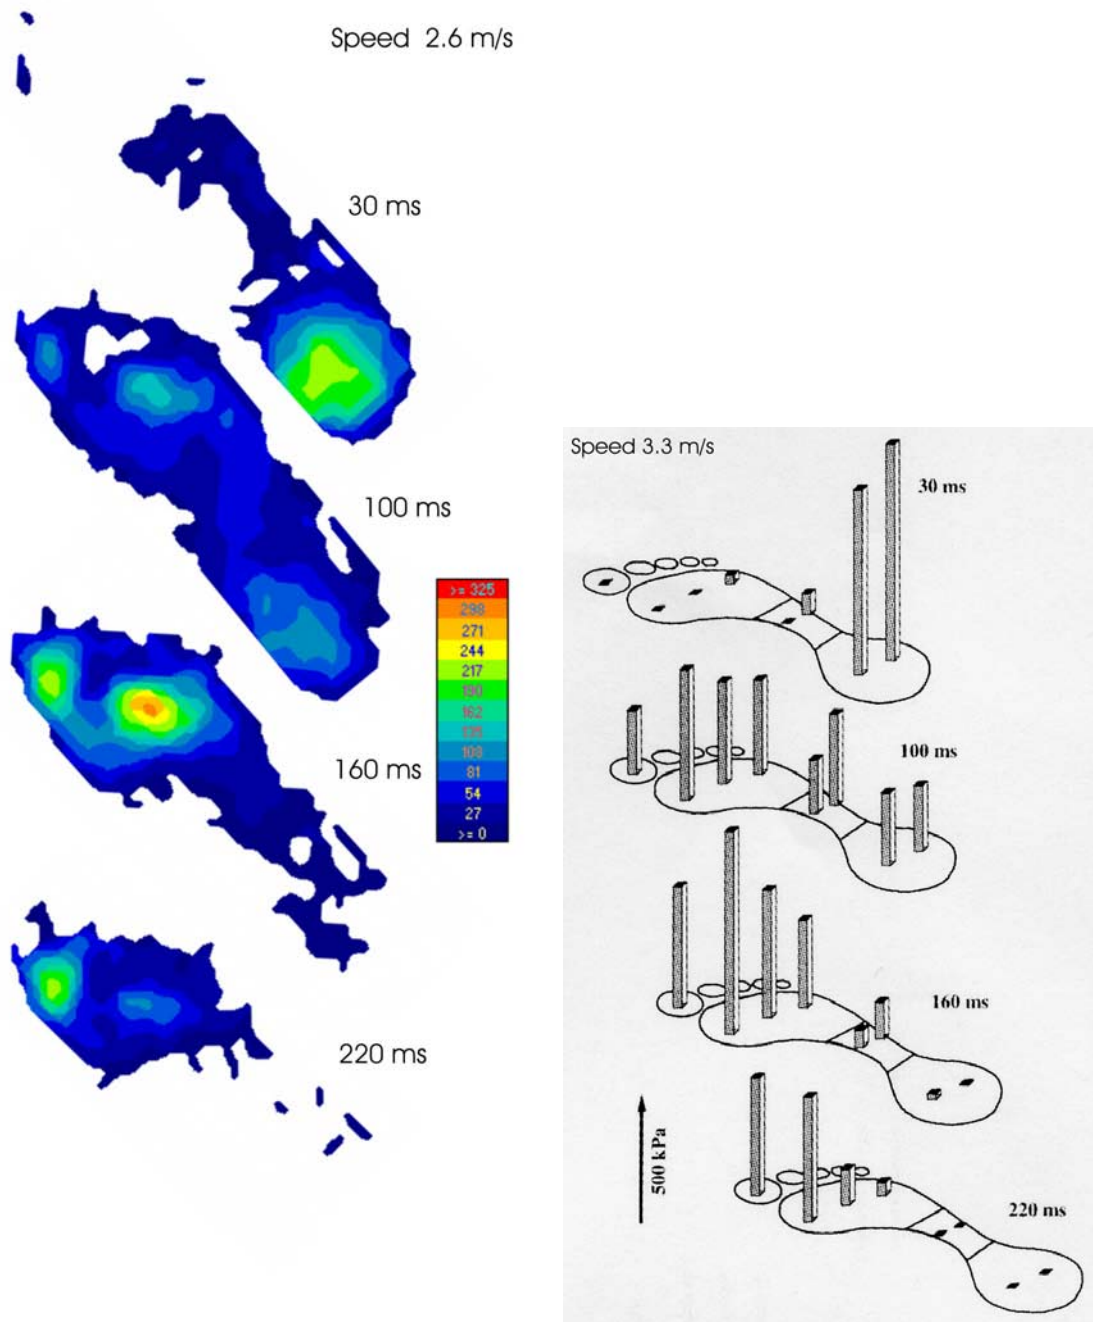 Speed 2.6 m/s
30 ms
100 ms
>= 325
298
271
244
217
190
162
135
108
81
54
27
>= 0
160 ms
220 ms
Speed 3.3 m/s
30 ms
100 ms
160 ms
500 kPa
220 ms